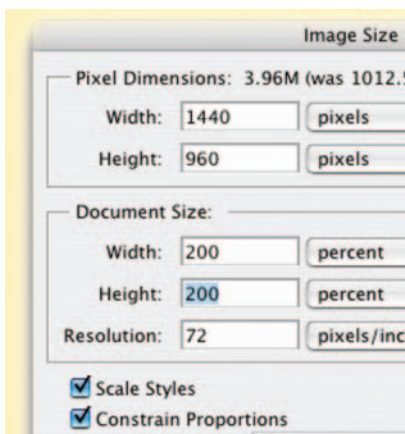 Image Size
Pixel Dimensions: 3.96M (was 1012.5
Width: 1440 pixels
Height: 960 pixels
Document Size:
Width: 200 percent
Height: 200 percent
Resolution: 72 pixels/inc
Scale Styles
Constrain Proportions